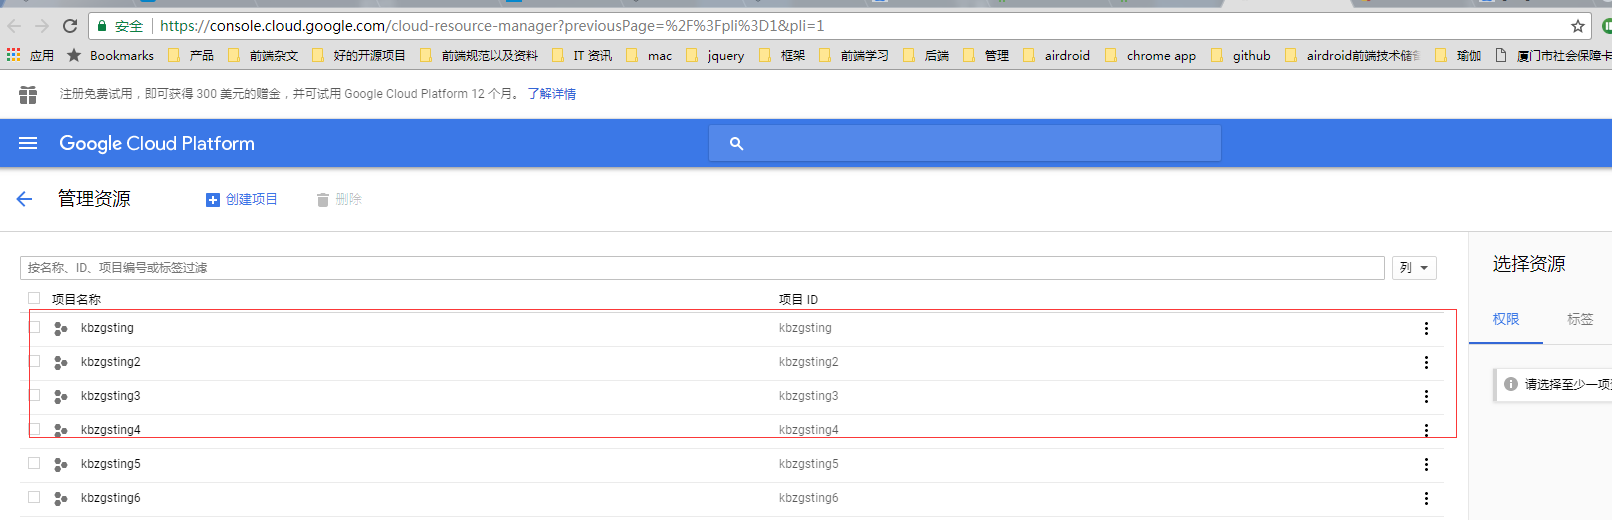 安全 https://console.cloud.google.com/cloud-resource-manager?previousPage=%2F%3Fpli%3D1&pli=1
应用 Bookmarks 产品 前端杂文 好的开源项目 前端规范以及资料 IT 资讯 mac jquery 框架 前端学习 后端 管理 airdroid chrome app github airdroid前端技术储 瑜伽 厦门市社会保障卡
注册免费试用，即可获得 300 美元的赠金，并可试用 Google Cloud Platform 12 个月。 了解详情
Google Cloud Platform
管理资源 创建项目 删除
选择资源
按名称、ID、项目编号或标签过滤 列
项目名称 项目 ID
权限 标签
kbzgsting kbzgsting
kbzgsting2 kbzgsting2
请选择至少一项
kbzgsting3 kbzgsting3
kbzgsting4 kbzgsting4
kbzgsting5 kbzgsting5
kbzgsting6 kbzgsting6